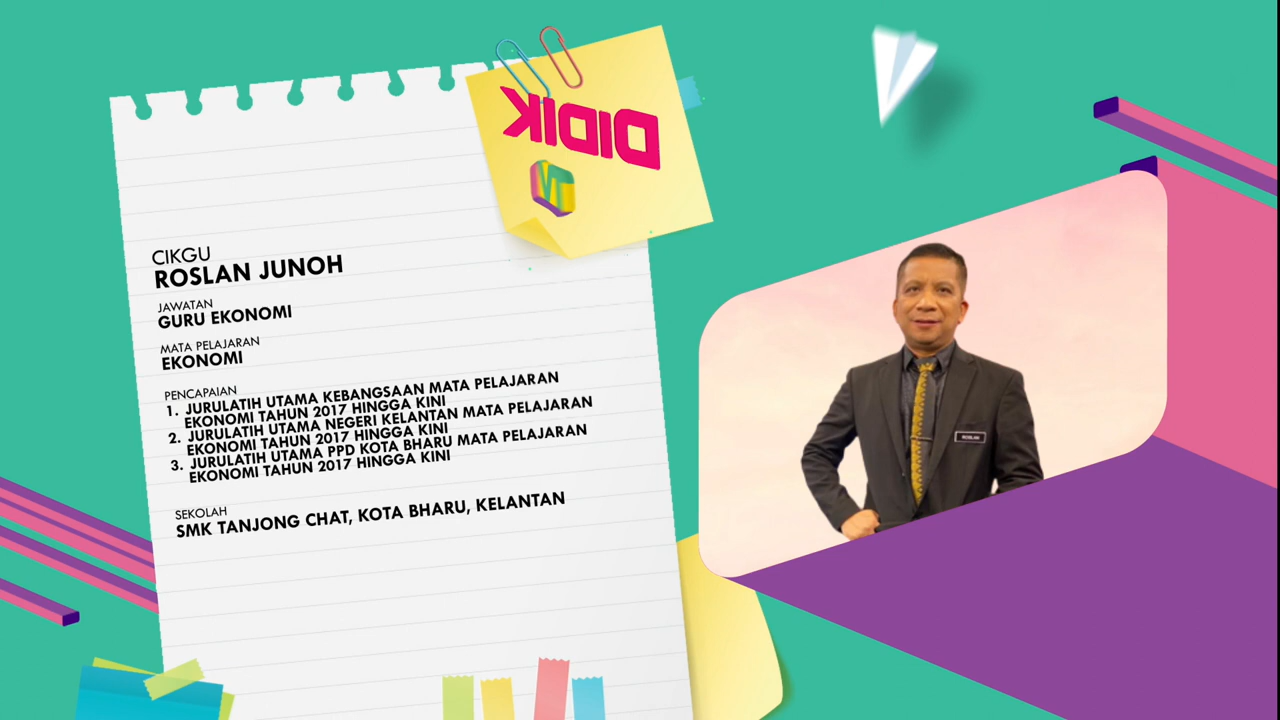 DIDIK
TV
CIKGU
ROSLAN JUNOH
JAWATAN
GURU EKONOMI
MATA PELAJARAN
EKONOMI
PENCAPAIAN
1. JURULATIH UTAMA KEBANGSAAN MATA PELAJARAN
EKONOMI TAHUN 2017 HINGGA KINI
2. JURULATIH UTAMA NEGERI KELANTAN MATA PELAJARAN
EKONOMI TAHUN 2017 HINGGA KINI
3. JURULATIH UTAMA PPD KOTA BHARU MATA PELAJARAN
EKONOMI TAHUN 2017 HINGGA KINI
SEKOLAH
SMK TANJONG CHAT, KOTA BHARU, KELANTAN
ROSLAN